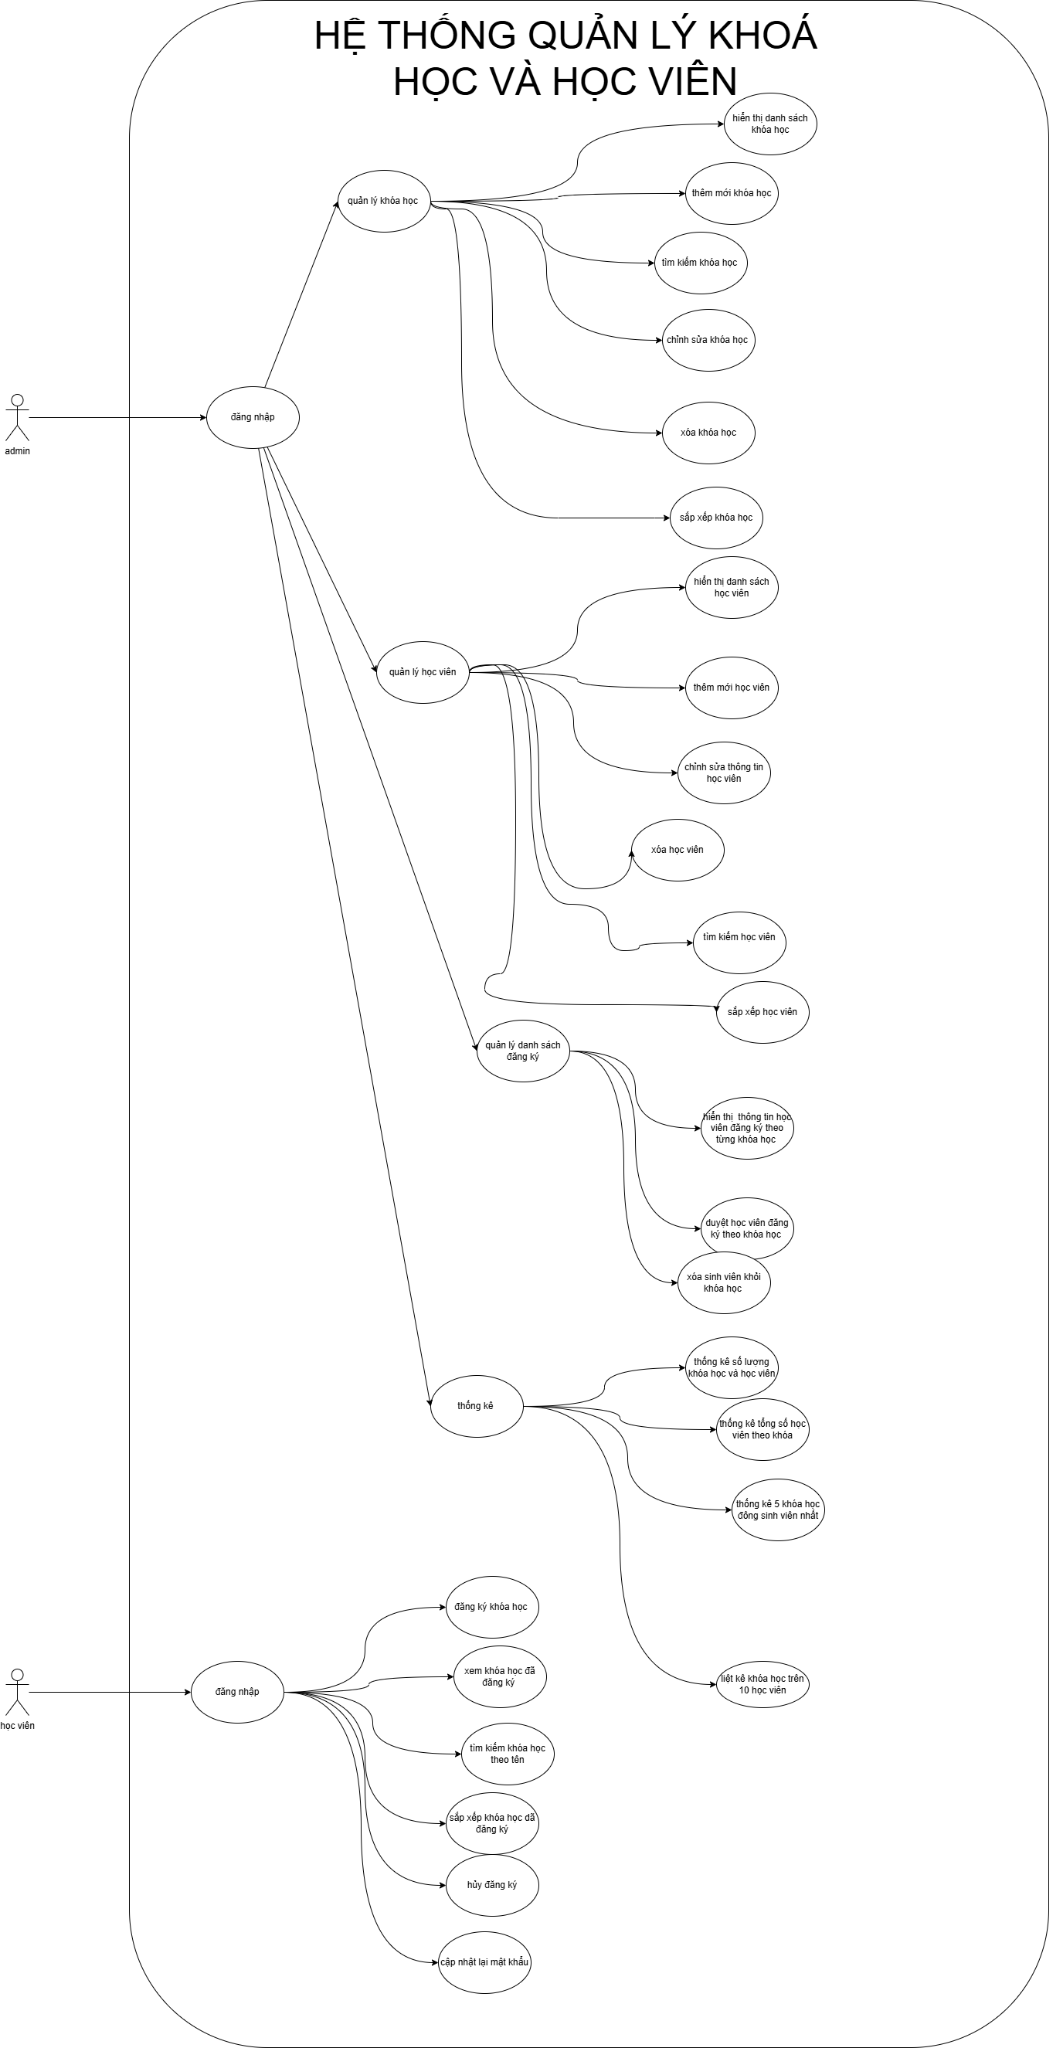 HỆ THỐNG QUẢN LÝ KHOÁ
HỌC VÀ HỌC VIÊN
hiển thị danh sách
khóa học
thêm mới khóa học
quản lý khóa học
tìm kiếm khóa học
chỉnh sửa khóa học
đăng nhập
admin
xóa khóa học
sắp xếp khóa học
hiển thị danh sách
học viên
quản lý học viên
thêm mới học viên
chỉnh sửa thông tin
học viên
xóa học viên
tìm kiếm học viên
sắp xếp học viên
quản lý danh sách
đăng ký
hiển thị thông tin học
viên đăng ký theo
từng khóa học
duyệt học viên đăng
ký theo khóa học
xóa sinh viên khỏi
khóa học
thống kê số lương
khóa học vá học viên
thống kê
thống kê tổng số học
viên theo khóa
thống kê 5 khóa học
đông sinh viên nhất
đăng ký khóa học
xem khóa học đã
đăng ký
liệt kê khóa học trên
10 học viên
đăng nhập
học viên
tím kiếm khóa học
theo tên
sắp xếp khóa học đã
đăng ký
hủy đăng ký
cập nhật lại mật khẩu